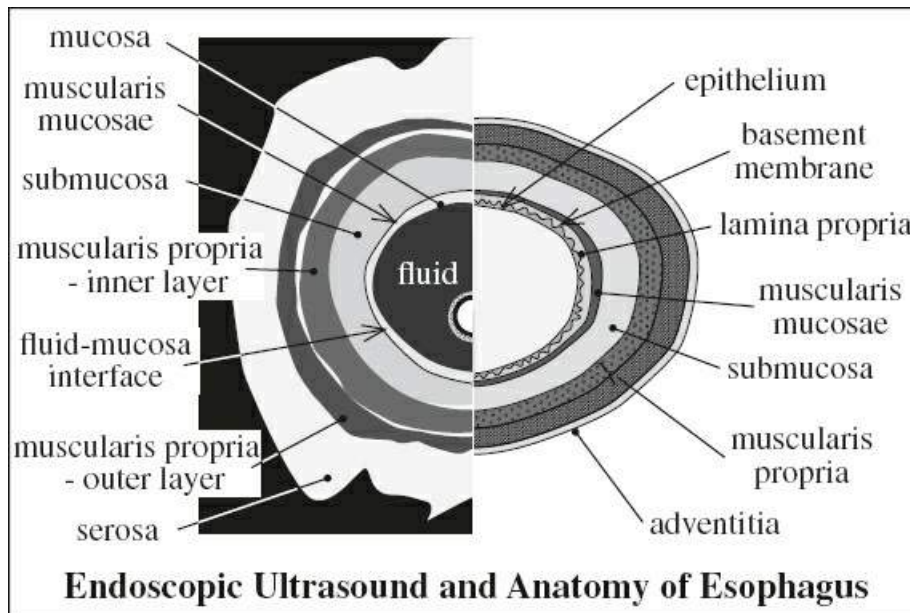 mucosa
muscularis
mucosae
submucosa
muscularis propria
- inner layer
fluid-mucosa
interface
muscularis propria
- outer layer
serosa
fluid
epithelium
basement
membrane
lamina propria
muscularis
mucosae
submucosa
muscularis
propria
adventitia
Endoscopic Ultrasound and Anatomy of Esophagus